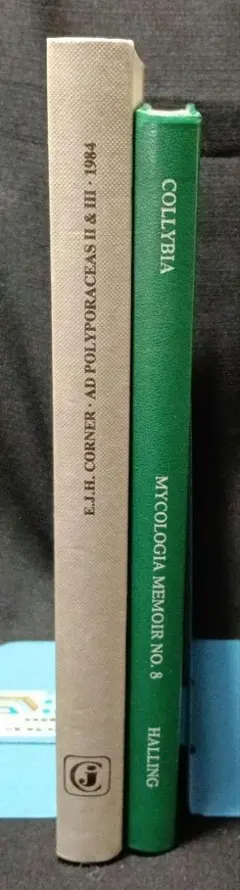 E.J.H. CORNER · AD POLYPORACEAS II & III · 1984
COLLYBIA
MYCOLOGIA MEMOIR NO. 8
HALLING